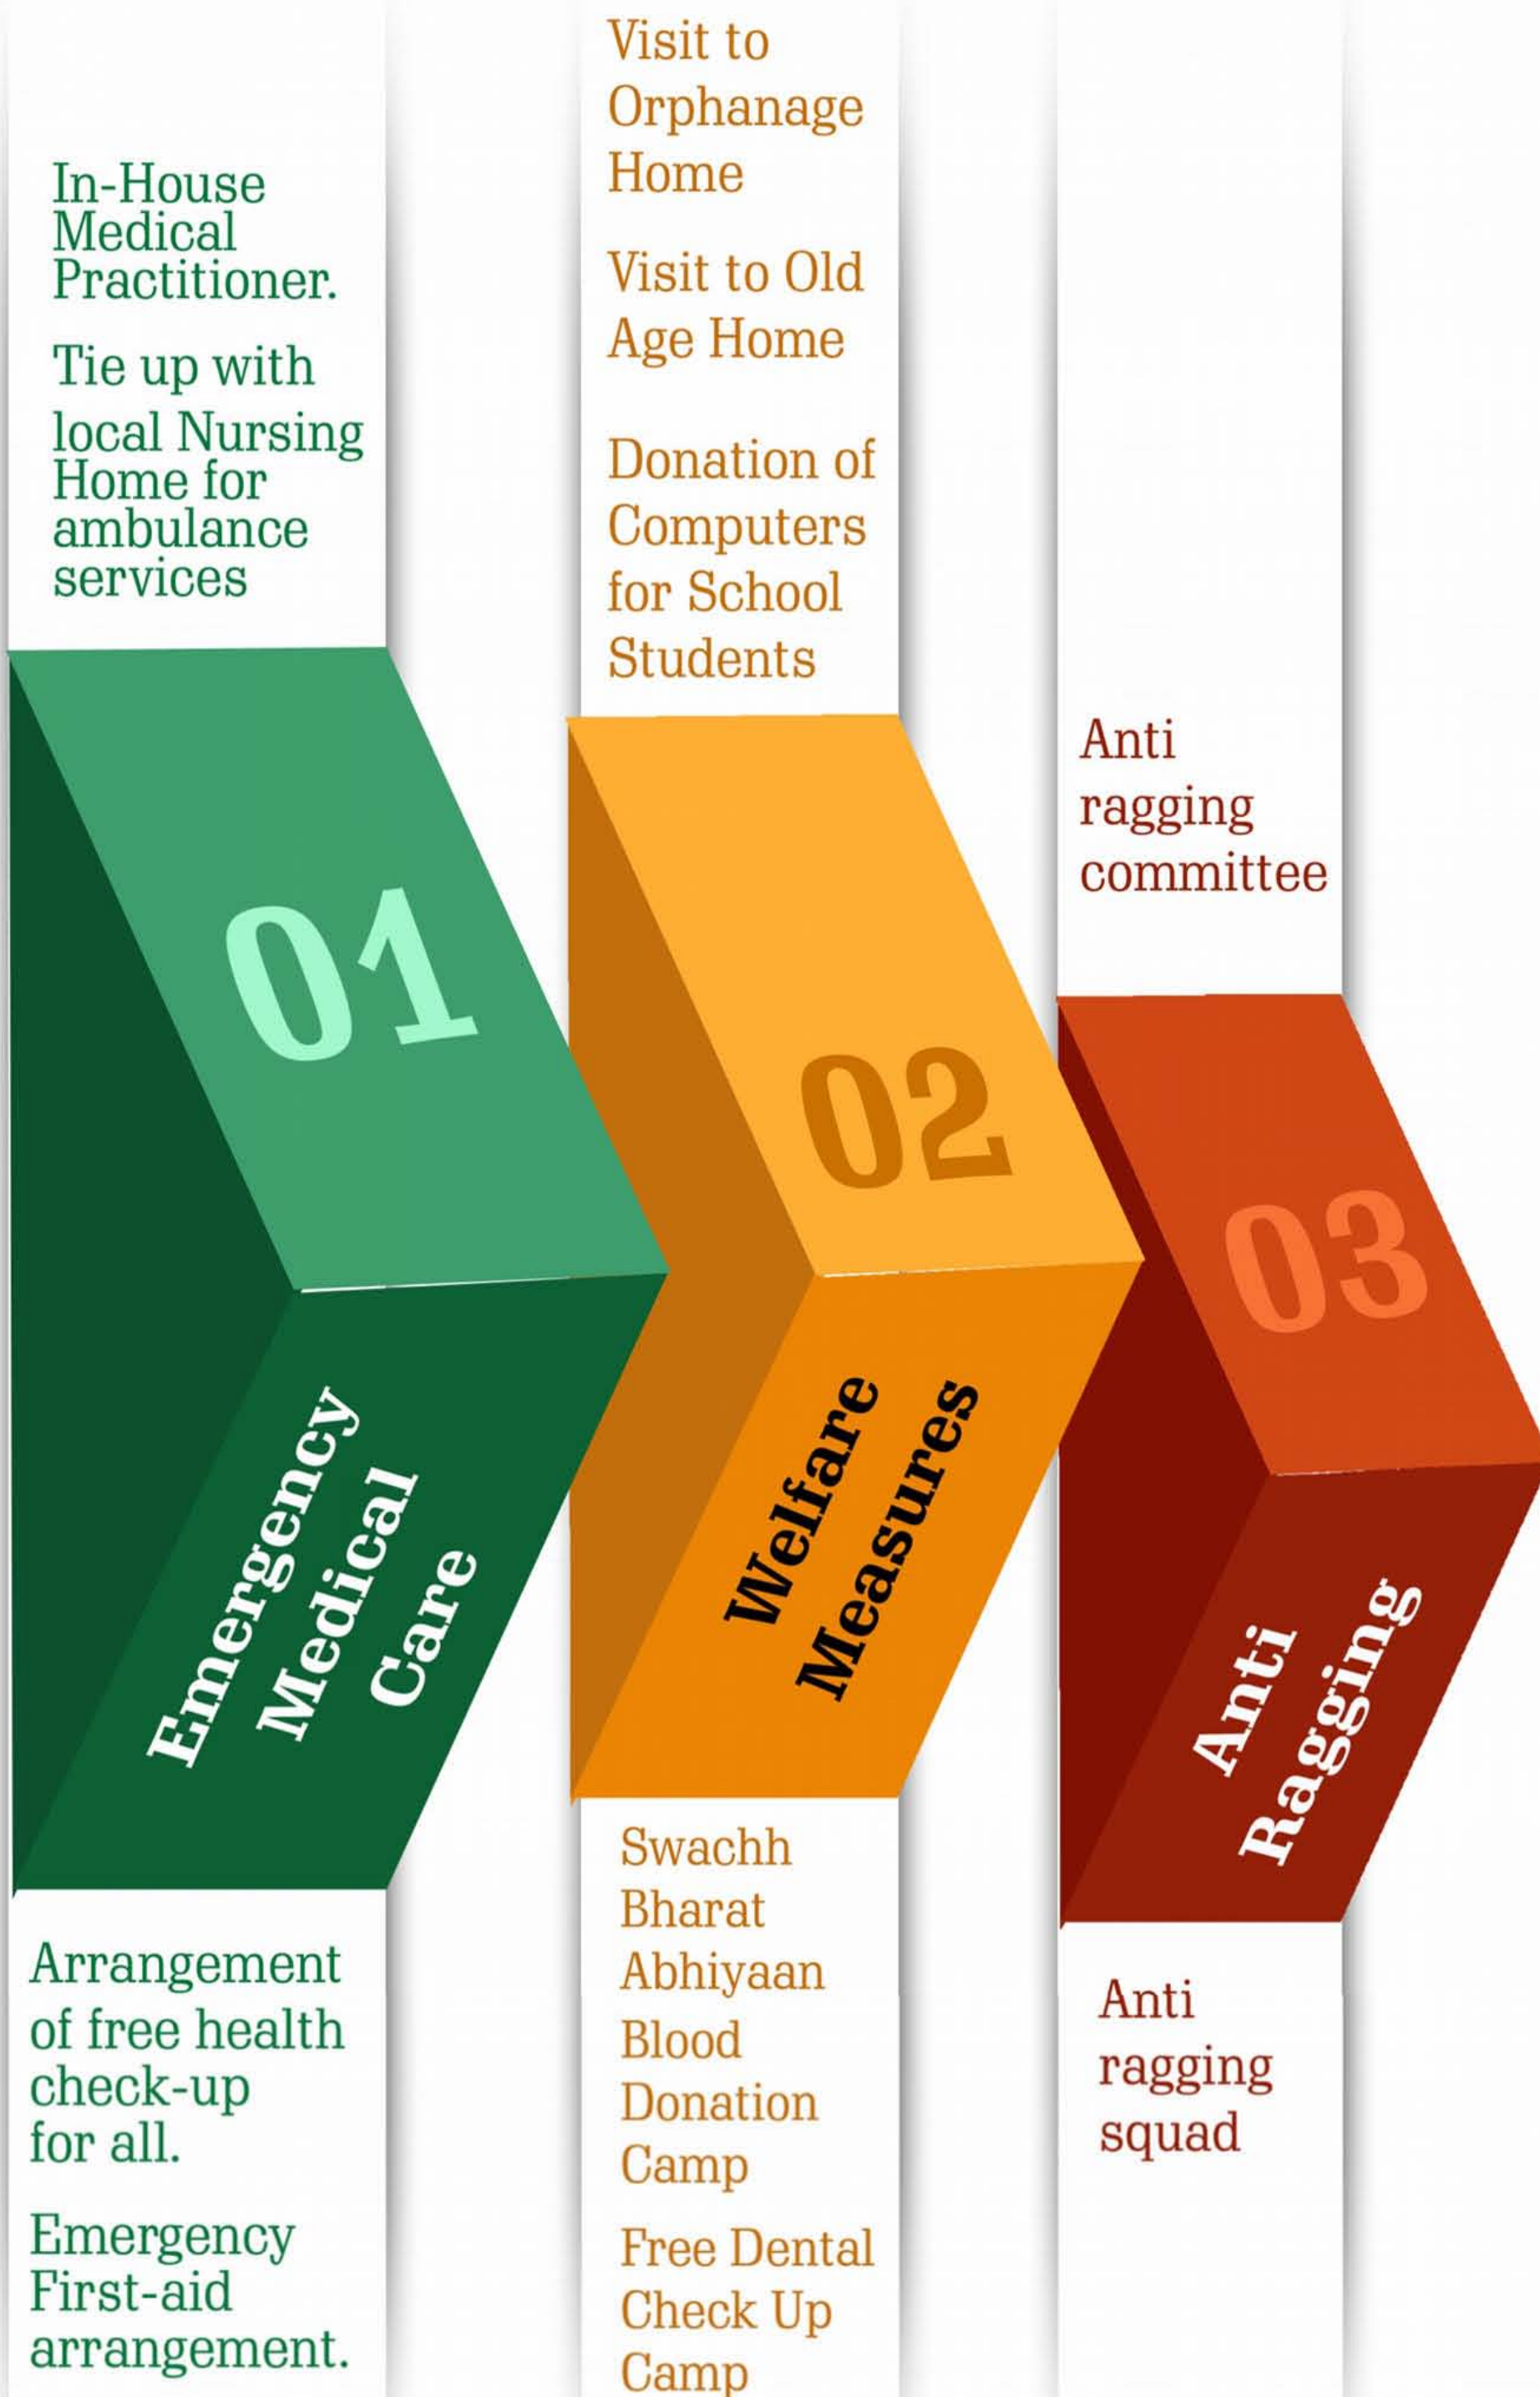 In-House
Medical
Practitioner.
Tie up with
local Nursing
Home for
ambulance
services
01
Emergency
Medical
Care
Arrangement
of free health
check-up
for all.
Emergency
First-aid
arrangement.
Visit to
Orphanage
Home
Visit to Old
Age Home
Donation of
Computers
for School
Students
02
Welfare
Measures
Swachh
Bharat
Abhiyaan
Blood
Donation
Camp
Free Dental
Check Up
Camp
Anti
ragging
committee
03
Anti
Ragging
Anti
ragging
squad